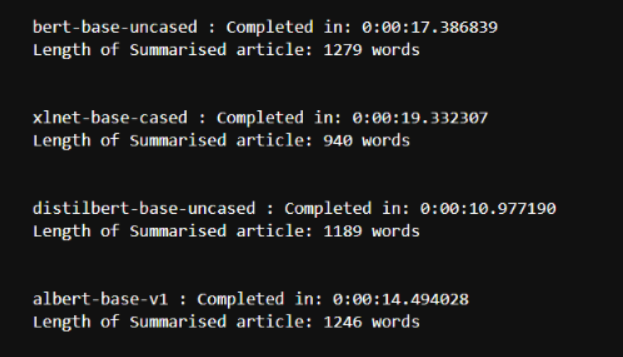 bert-base-uncased : Completed in: 0:00:17.386839
Length of Summarised article: 1279 words
xlnet-base-cased : Completed in: 0:00:19.332307
Length of Summarised article: 940 words
distilbert-base-uncased : Completed in: 0:00:10.977190
Length of Summarised article: 1189 words
albert-base-v1 : Completed in: 0:00:14.494028
Length of Summarised article: 1246 words